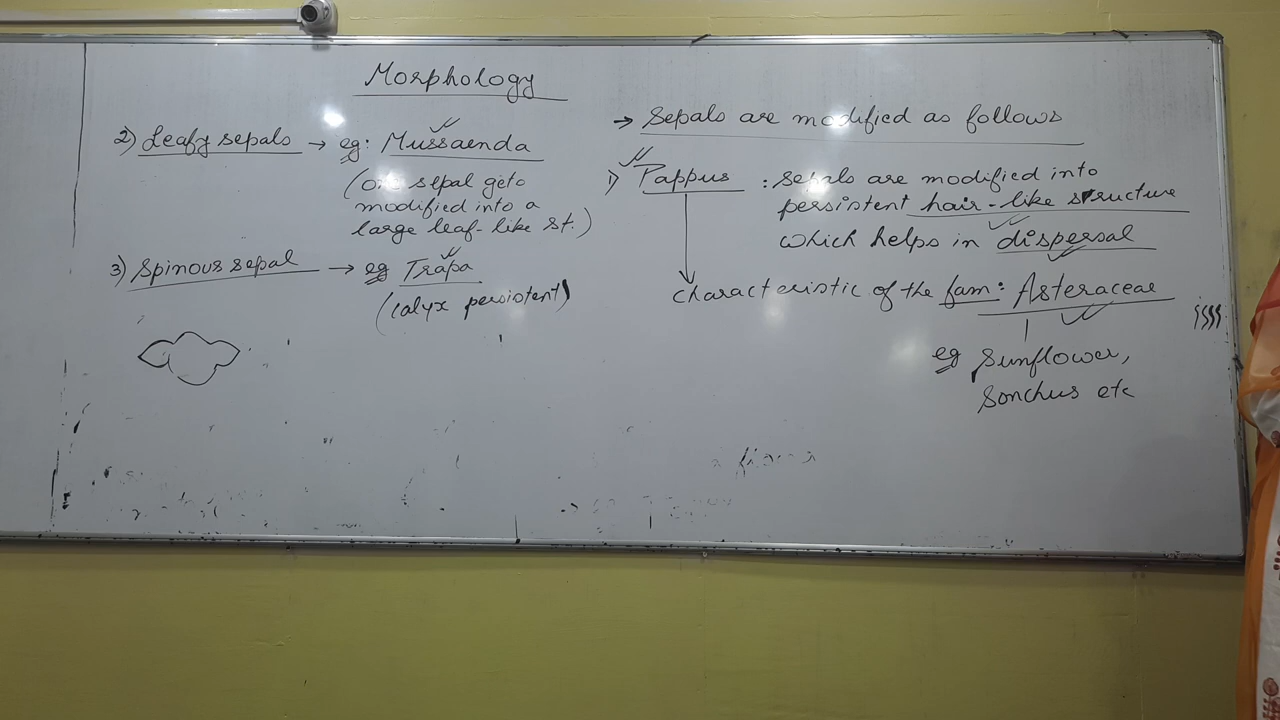 Morphology
→ Sepals are modified as follows
1) Pappus : Sepals are modified into
persistent hair-like structure
which helps in dispersal
characteristic of the fam: Asteraceae
eg Sunflower,
Sonchus etc
2) Leafy sepals → eg: Mussaenda
(one sepal gets
modified into a
large leaf-like st.)
3) Spinous sepal → eg Trapa
(calyx persistent)